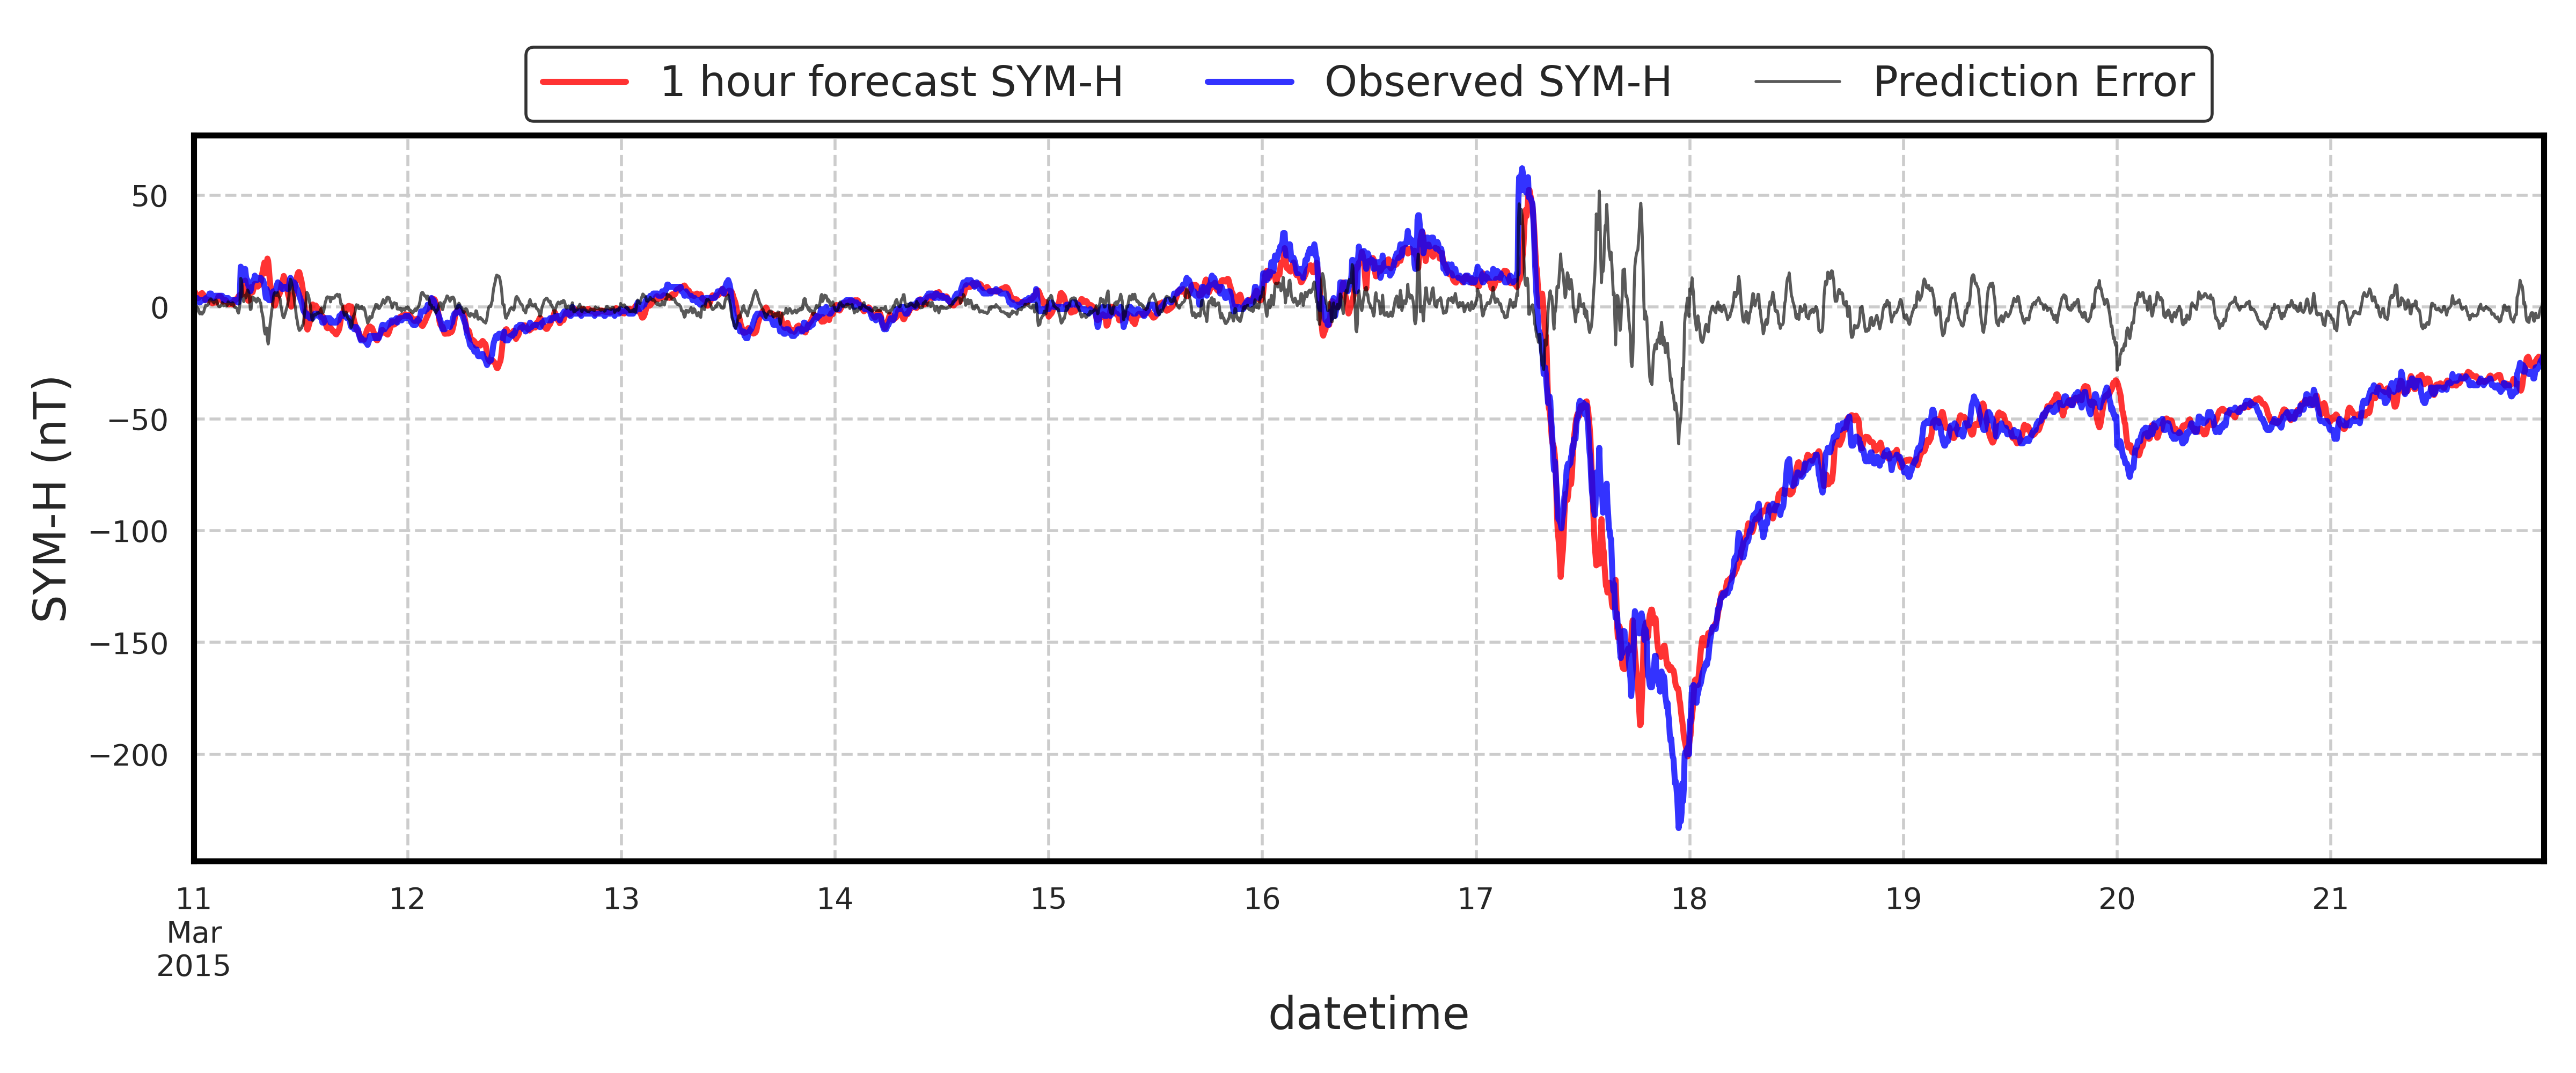 1 hour forecast SYM-H Observed SYM-H Prediction Error
50
0
−50
−100
−150
−200
SYM-H (nT)
11 12 13 14 15 16 17 18 19 20 21
Mar
2015
datetime